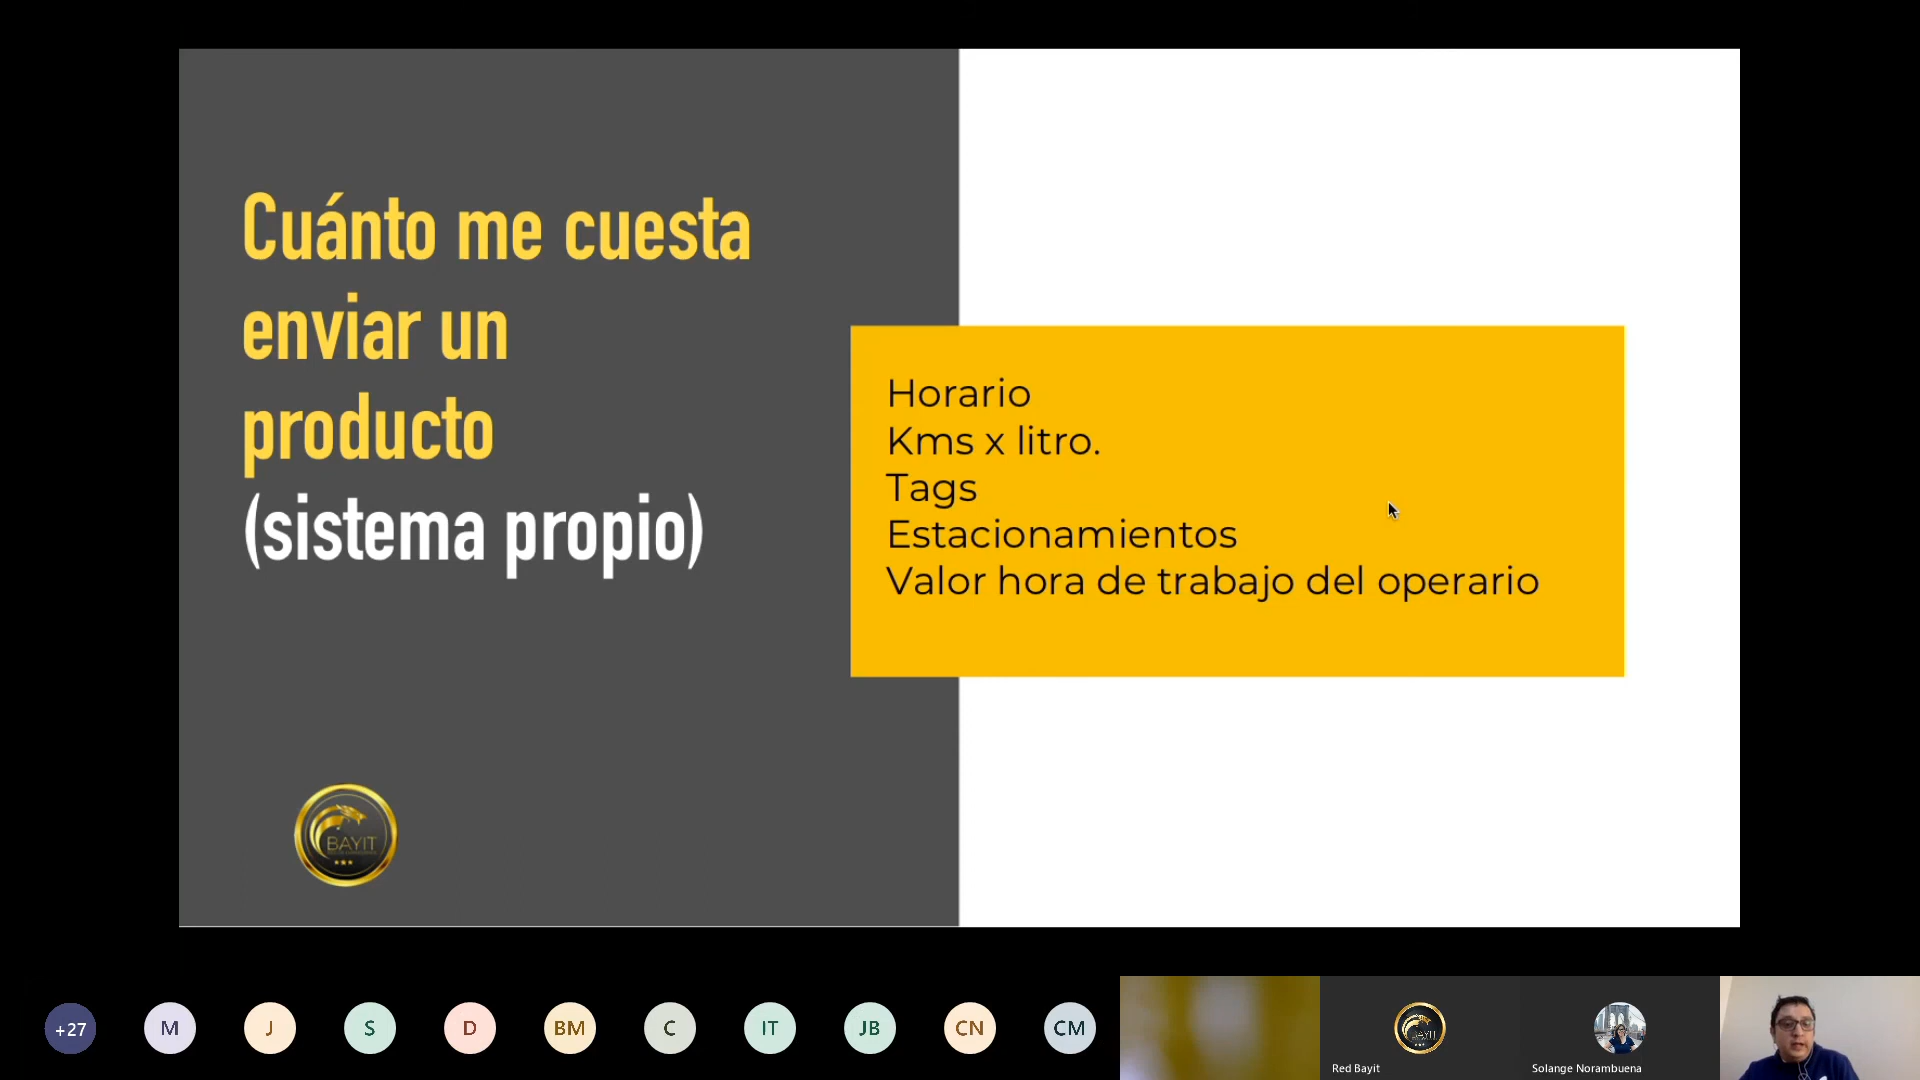 Cuánto me cuesta
enviar un
producto
(sistema propio)
Horario
Kms x litro.
Tags
Estacionamientos
Valor hora de trabajo del operario
BAYIT
+27
M
J
S
D
BM
C
IT
JB
CN
CM
BAYIT
Red Bayit
Solange Norambuena